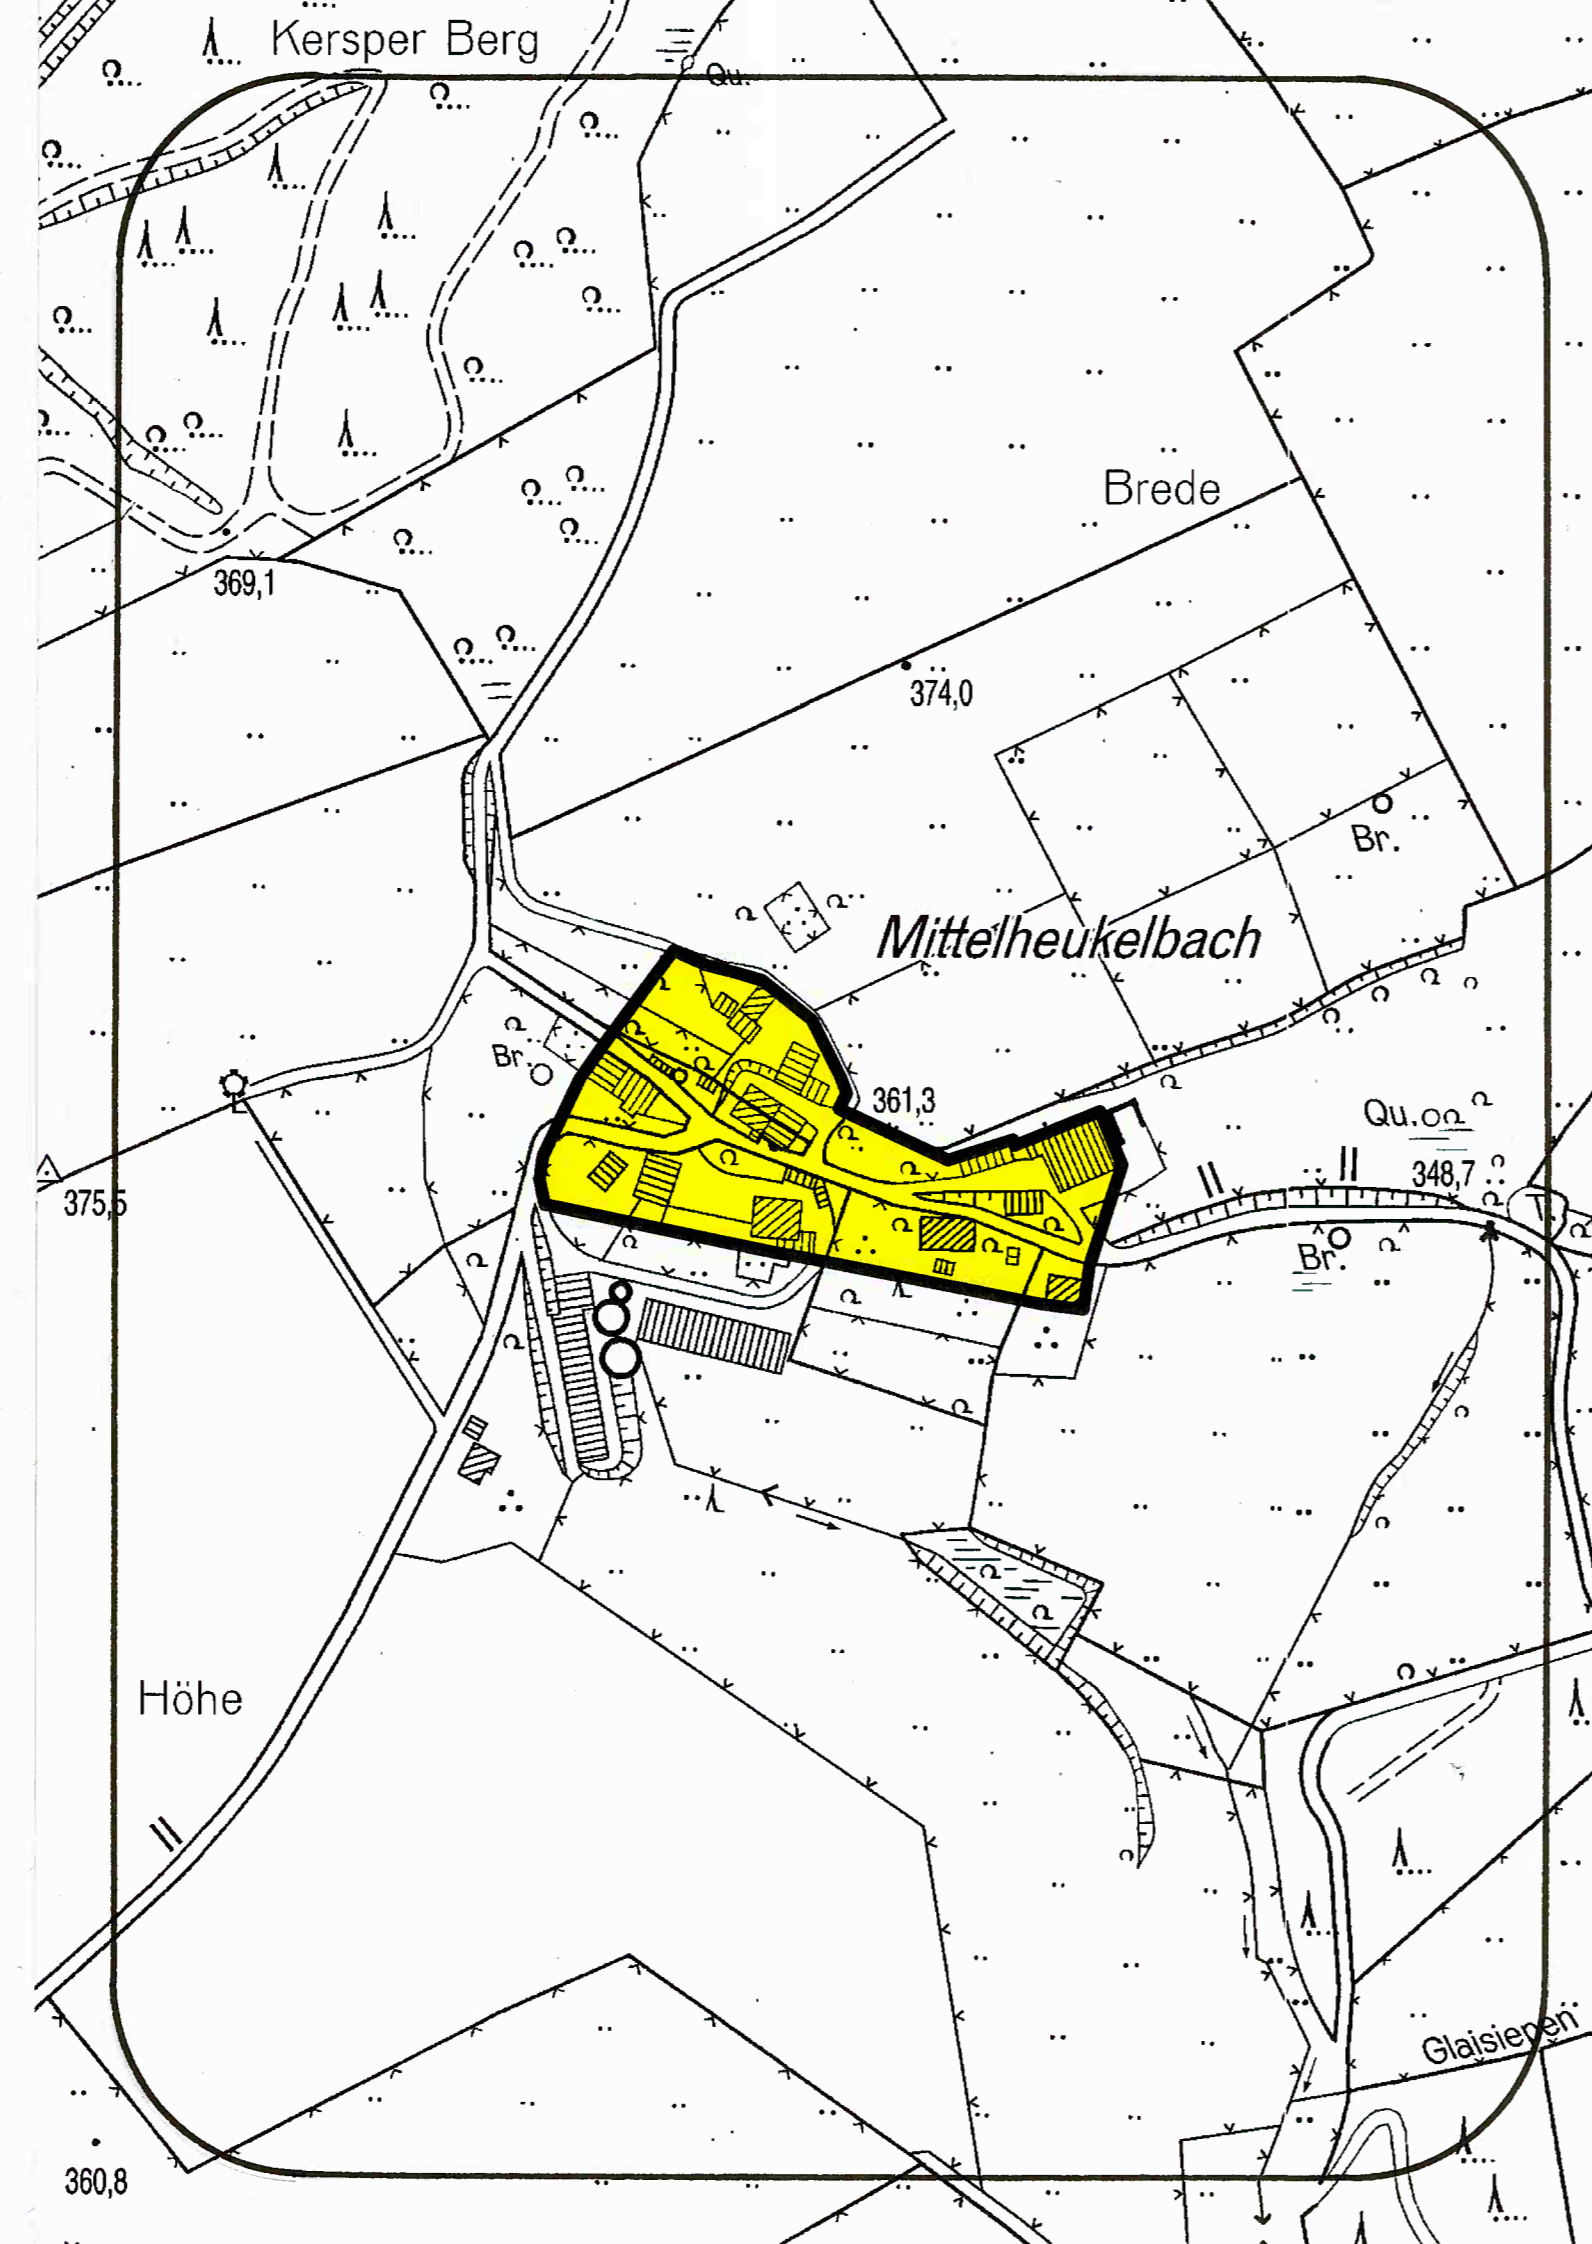 Kersper Berg
Qu.
Brede
369,1
374,0
Br.
Mittelheukelbach
Br.
361,3
Qu.
375,5
348,7
T.
Br.
Höhe
Glaisiepen
360,8